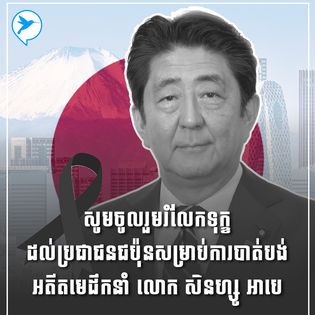 សូមចូលរួមរំលែកទុក្ខ
ដល់ប្រជាជនជប៉ុនសម្រាប់ការបាត់បង់
អតីតមេដឹកនាំ លោក ស៊ិនហ្សូ អាបេ